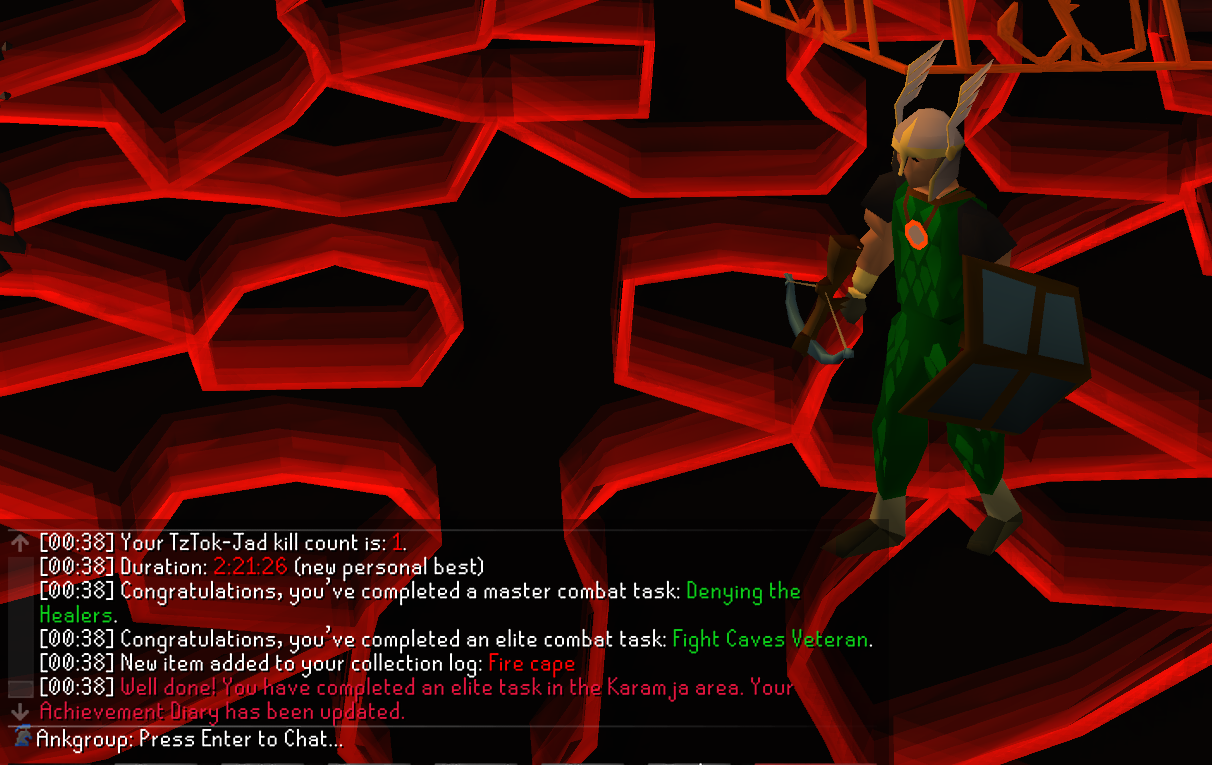 [00:38] Your TzTok-Jad kill count is: 1.
[00:38] Duration: 2:21:26 (new personal best)
[00:38] Congratulations, you've completed a master combat task: Denying the
Healers.
[00:38] Congratulations, you've completed an elite combat task: Fight Caves Veteran.
[00:38] New item added to your collection log: Fire cape
[00:38] Well done! You have completed an elite task in the Karamja area. Your
Achievement Diary has been updated.
Ankgroup: Press Enter to Chat...